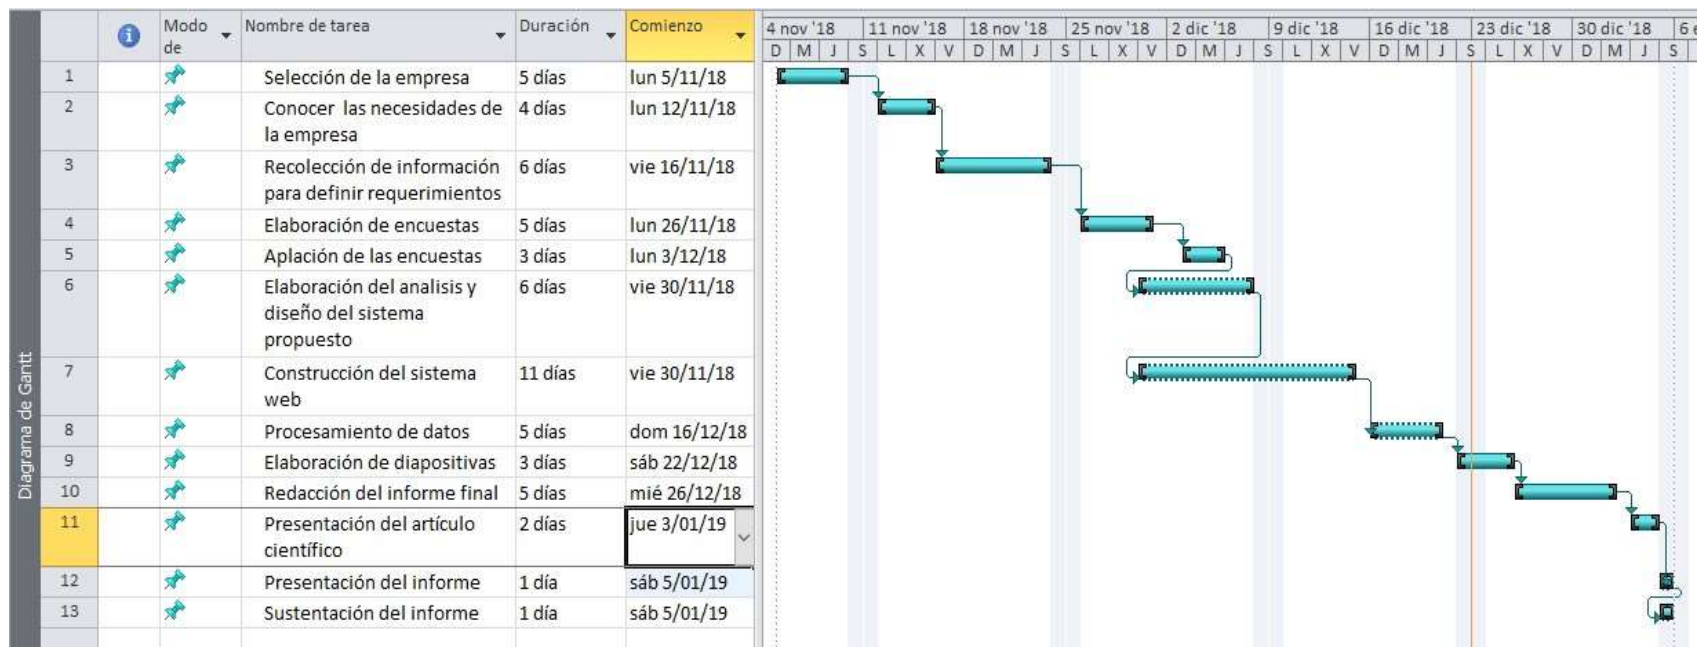 Modo de
Nombre de tarea
Duración
Comienzo
4 nov '18 11 nov '18 18 nov '18 25 nov '18 2 dic '18 9 dic '18 16 dic '18 23 dic '18 30 dic '18 6 e
D M J S L X V D M J S L X V D M J S L X V D M J S L X V D M J S
1 Selección de la empresa 5 días lun 5/11/18
2 Conocer las necesidades de 4 días lun 12/11/18
la empresa
3 Recolección de información 6 días vie 16/11/18
para definir requerimientos
4 Elaboración de encuestas 5 días lun 26/11/18
5 Aplación de las encuestas 3 días lun 3/12/18
6 Elaboración del analisis y 6 días vie 30/11/18
diseño del sistema
propuesto
7 Construcción del sistema 11 días vie 30/11/18
web
8 Procesamiento de datos 5 días dom 16/12/18
9 Elaboración de diapositivas 3 días sáb 22/12/18
10 Redacción del informe final 5 días mié 26/12/18
11 Presentación del artículo 2 días jue 3/01/19
científico
12 Presentación del informe 1 día sáb 5/01/19
13 Sustentación del informe 1 día sáb 5/01/19
Diagrama de Gantt